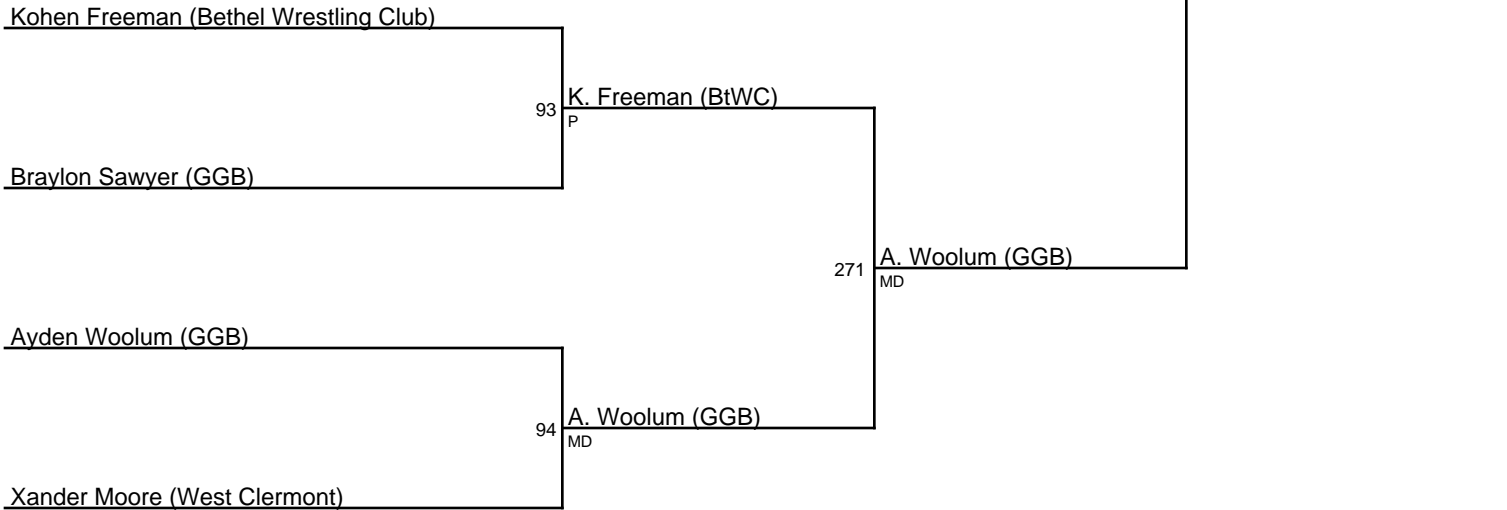 Kohen Freeman (Bethel Wrestling Club)
93 K. Freeman (BtWC)
P
Braylon Sawyer (GGB)
271 A. Woolum (GGB)
MD
Ayden Woolum (GGB)
94 A. Woolum (GGB)
MD
Xander Moore (West Clermont)